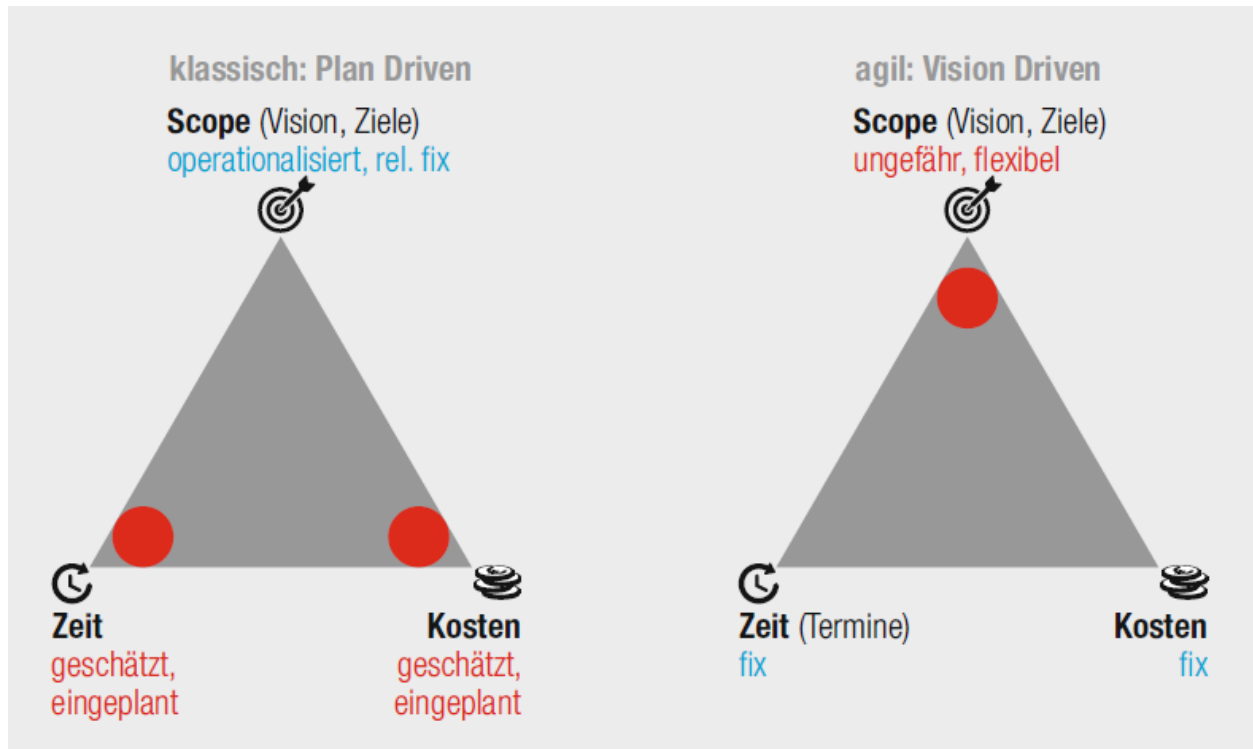 klassisch: Plan Driven
Scope (Vision, Ziele)
operationalisiert, rel. fix
Zeit
geschätzt,
eingeplant
Kosten
geschätzt,
eingeplant
agil: Vision Driven
Scope (Vision, Ziele)
ungefähr, flexibel
Zeit (Termine)
fix
Kosten
fix